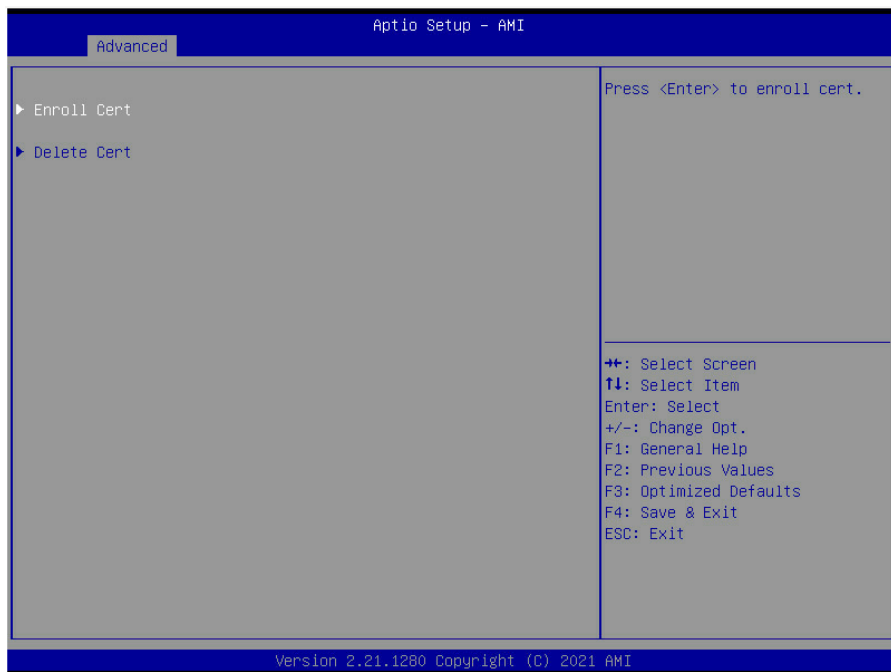 Aptio Setup - AMI
Advanced
▶ Enroll Cert
▶ Delete Cert
Press <Enter> to enroll cert.
→←: Select Screen
↑↓: Select Item
Enter: Select
+/-: Change Opt.
F1: General Help
F2: Previous Values
F3: Optimized Defaults
F4: Save & Exit
ESC: Exit
Version 2.21.1280 Copyright (C) 2021 AMI